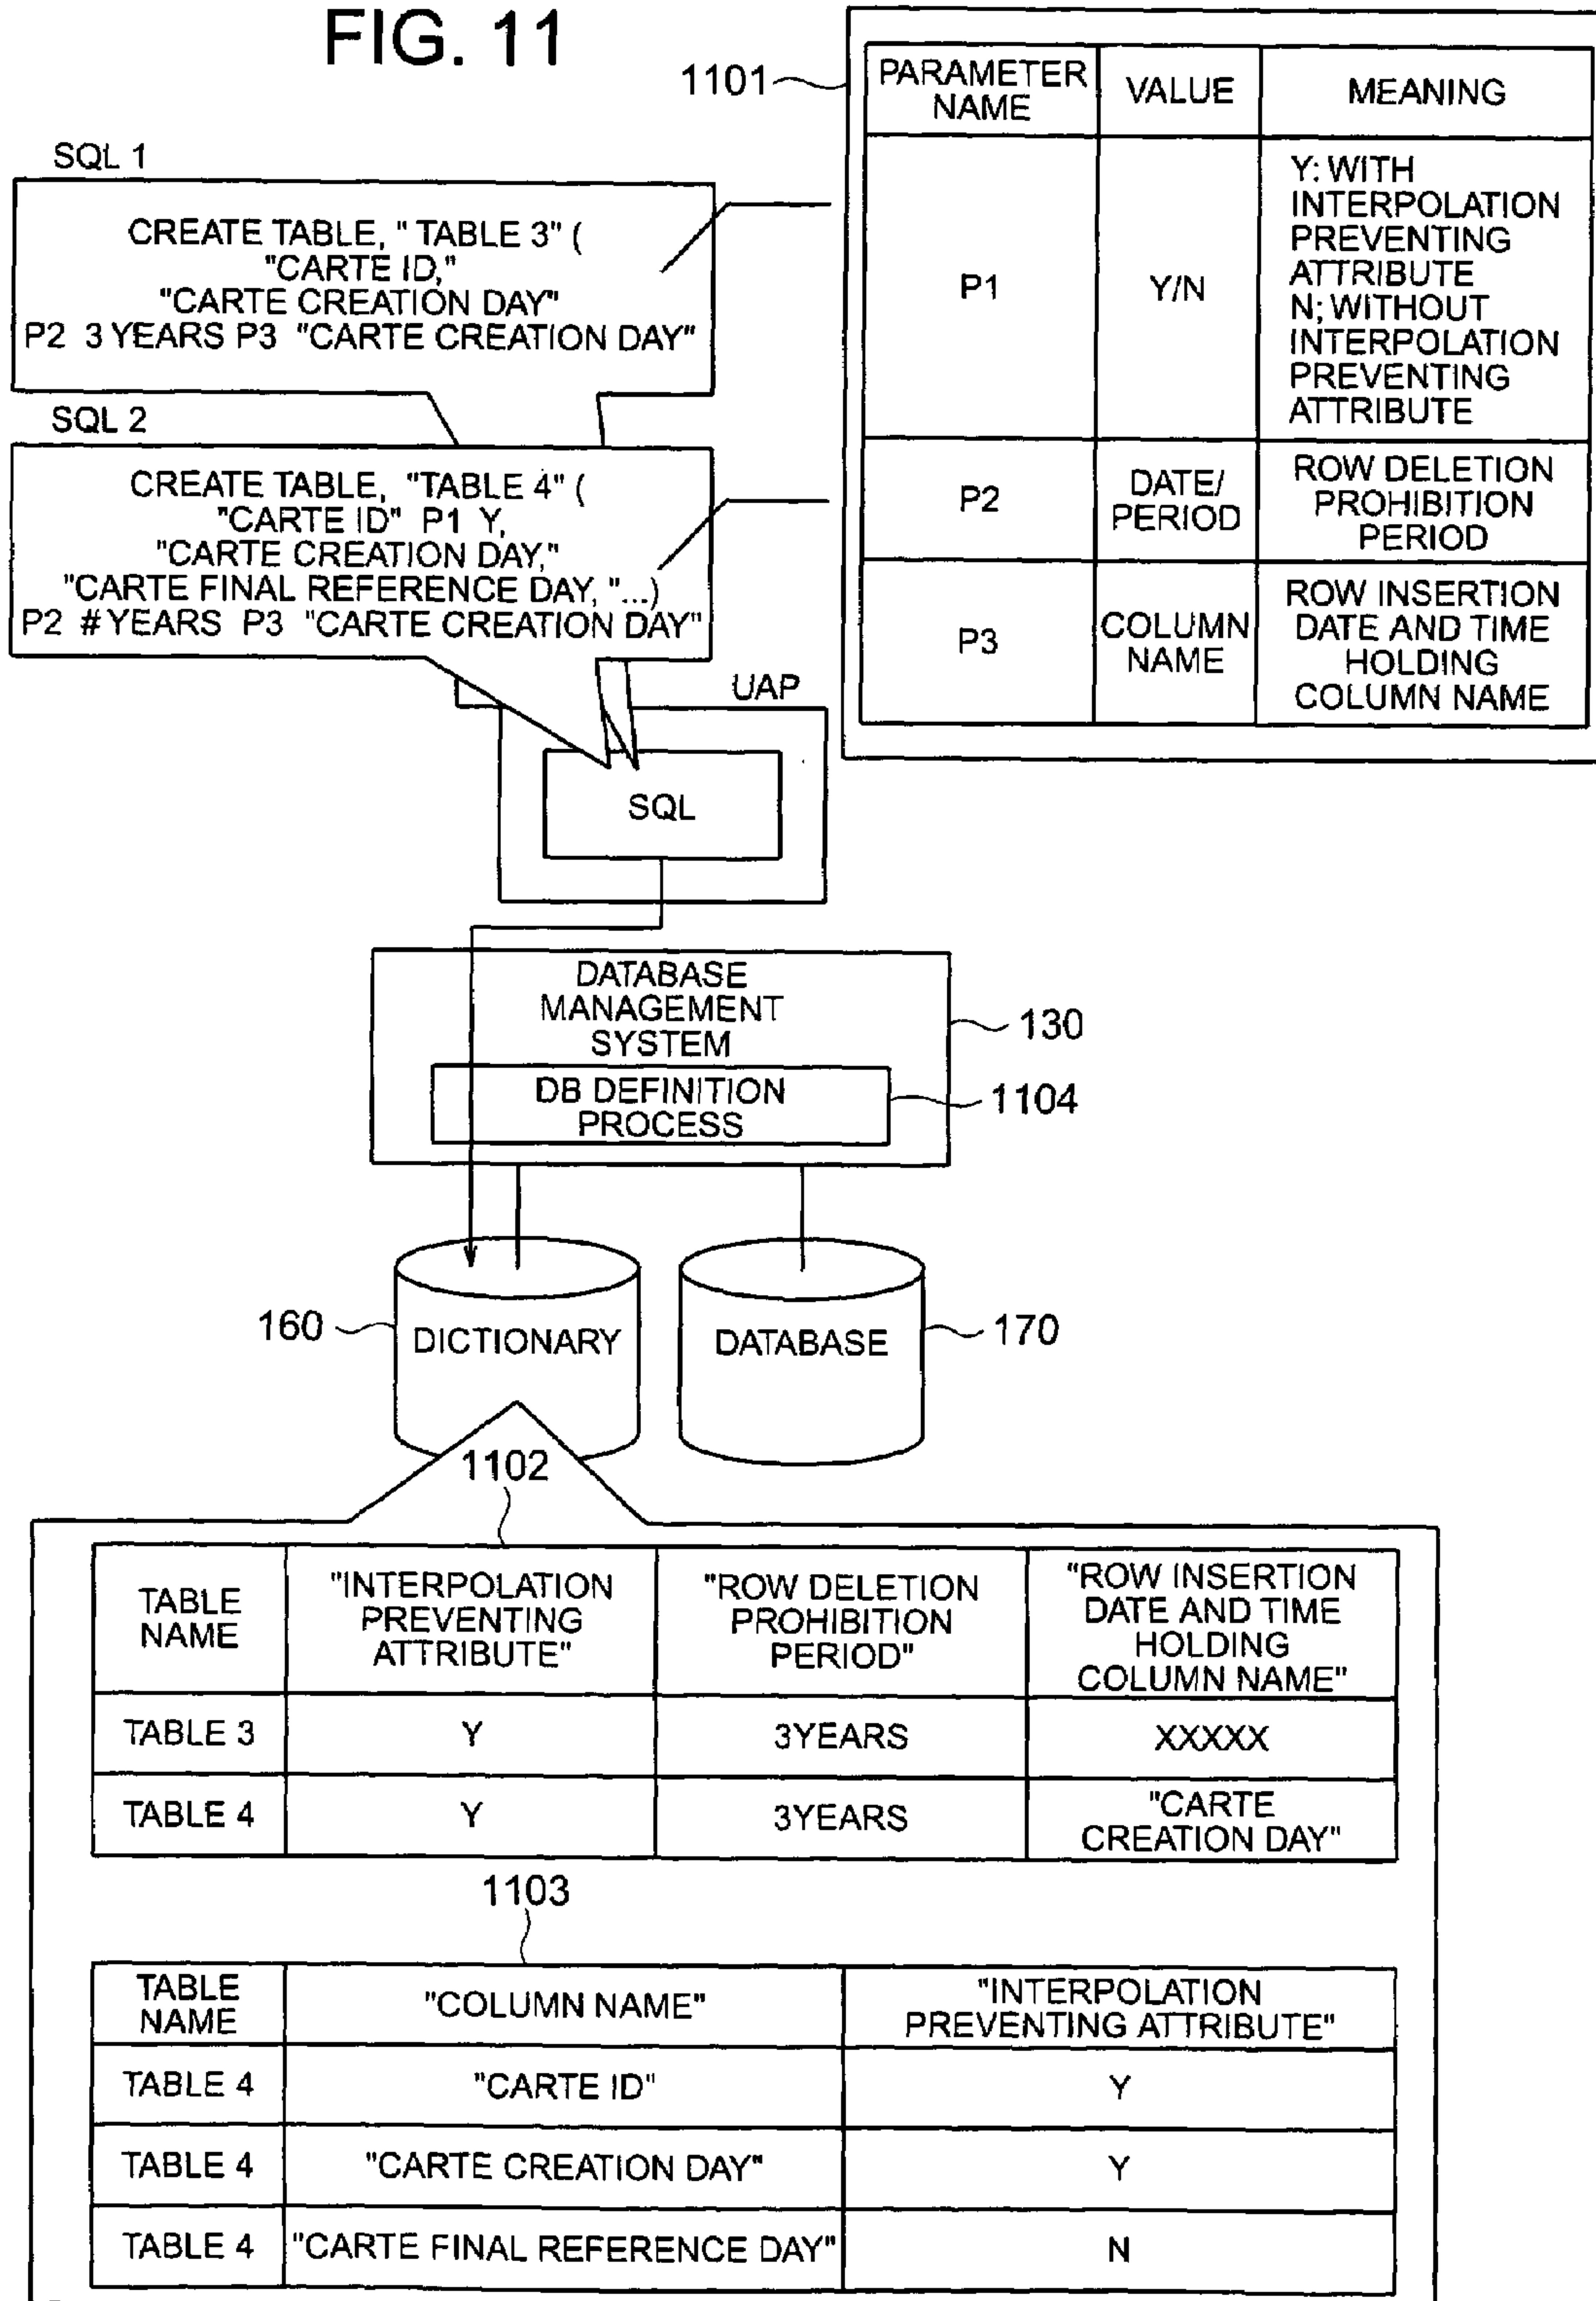 FIG. 11
1101
PARAMETER
NAME
VALUE
MEANING
P1
Y/N
Y: WITH
INTERPOLATION
PREVENTING
ATTRIBUTE
N; WITHOUT
INTERPOLATION
PREVENTING
ATTRIBUTE
P2
DATE/
PERIOD
ROW DELETION
PROHIBITION
PERIOD
P3
COLUMN
NAME
ROW INSERTION
DATE AND TIME
HOLDING
COLUMN NAME
SQL 1
CREATE TABLE, " TABLE 3" (
"CARTE ID,"
"CARTE CREATION DAY"
P2 3 YEARS P3 "CARTE CREATION DAY"
SQL 2
CREATE TABLE, "TABLE 4" (
"CARTE ID" P1 Y,
"CARTE CREATION DAY,"
"CARTE FINAL REFERENCE DAY, "...)
P2 # YEARS P3 "CARTE CREATION DAY"
UAP
SQL
DATABASE
MANAGEMENT
SYSTEM
130
DB DEFINITION
PROCESS
1104
160
DICTIONARY
DATABASE
170
1102
TABLE
NAME
"INTERPOLATION
PREVENTING
ATTRIBUTE"
"ROW DELETION
PROHIBITION
PERIOD"
"ROW INSERTION
DATE AND TIME
HOLDING
COLUMN NAME"
TABLE 3
Y
3YEARS
XXXXX
TABLE 4
Y
3YEARS
"CARTE
CREATION DAY"
1103
TABLE
NAME
"COLUMN NAME"
"INTERPOLATION
PREVENTING ATTRIBUTE"
TABLE 4
"CARTE ID"
Y
TABLE 4
"CARTE CREATION DAY"
Y
TABLE 4
"CARTE FINAL REFERENCE DAY"
N